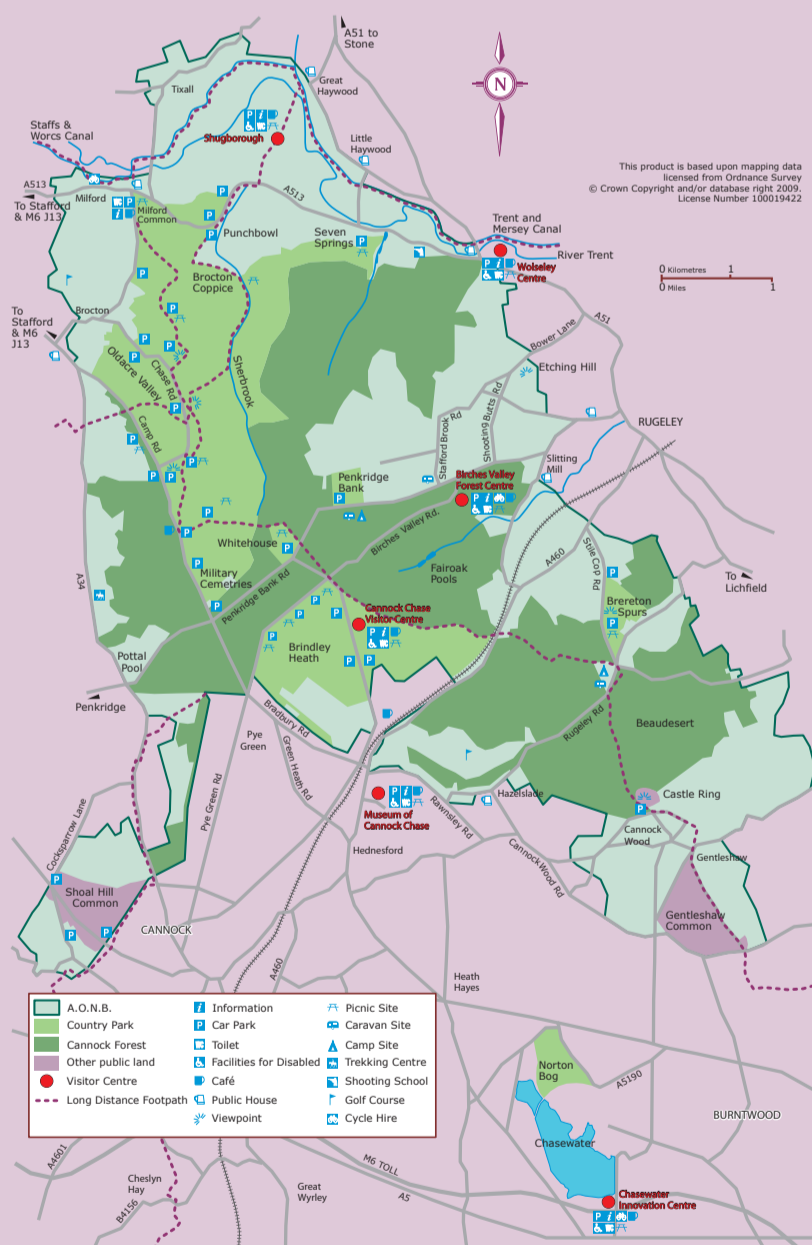 A51 to
Stone
Tixall
Great
Haywood
N
Staffs &
Worcs Canal
Shugborough
Little
Haywood
This product is based upon mapping data
licensed from Ordnance Survey
© Crown Copyright and/or database right 2009.
License Number 100019422
A513
To Stafford
& M6 J13
Milford
Milford
Common
A513
Punchbowl
Seven
Springs
Trent and
Mersey Canal
River Trent
Wolseley
Centre
0 Kilometres 1
0 Miles 1
Brocton
Coppice
To
Stafford
& M6
J13
Brocton
Bower Lane
A51
Oldacre Valley
Chase Rd
Sherbrook
Etching Hill
Camp Rd
Stafford Brook Rd
Shooting Butts Rd
RUGELEY
Slitting
Mill
Penkridge
Bank
Birches Valley
Forest Centre
Birches Valley Rd.
Whitehouse
Military
Cemeteries
A34
Penkridge Bank Rd
Fairoak
Pools
A460
Stile Cop Rd
To
Lichfield
Brereton
Spurs
Cannock Chase
Visitor Centre
Brindley
Heath
Pottal
Pool
Penkridge
Bradbury Rd
Pye
Green
Green Heath Rd
Pye Green Rd
Rugeley Rd
Beaudesert
Museum of
Cannock Chase
Rawnsley Rd
Hazelslade
Castle Ring
Cannock
Wood
Gentleshaw
Hednesford
CannockWood Rd
Cocksparrow Lane
Shoal Hill
Common
CANNOCK
Gentleshaw
Common
A460
Heath
Hayes
A.O.N.B.
Country Park
Cannock Forest
Other public land
Visitor Centre
Long Distance Footpath
i Information
P Car Park
Toilet
Facilities for Disabled
Café
Public House
Viewpoint
Picnic Site
Caravan Site
Camp Site
Trekking Centre
Shooting School
Golf Course
Cycle Hire
Norton
Bog
A5190
BURNTWOOD
Chasewater
A4601
Cheslyn
Hay
B4156
Great
Wyrley
M6 TOLL
A5
Chasewater
Innovation Centre